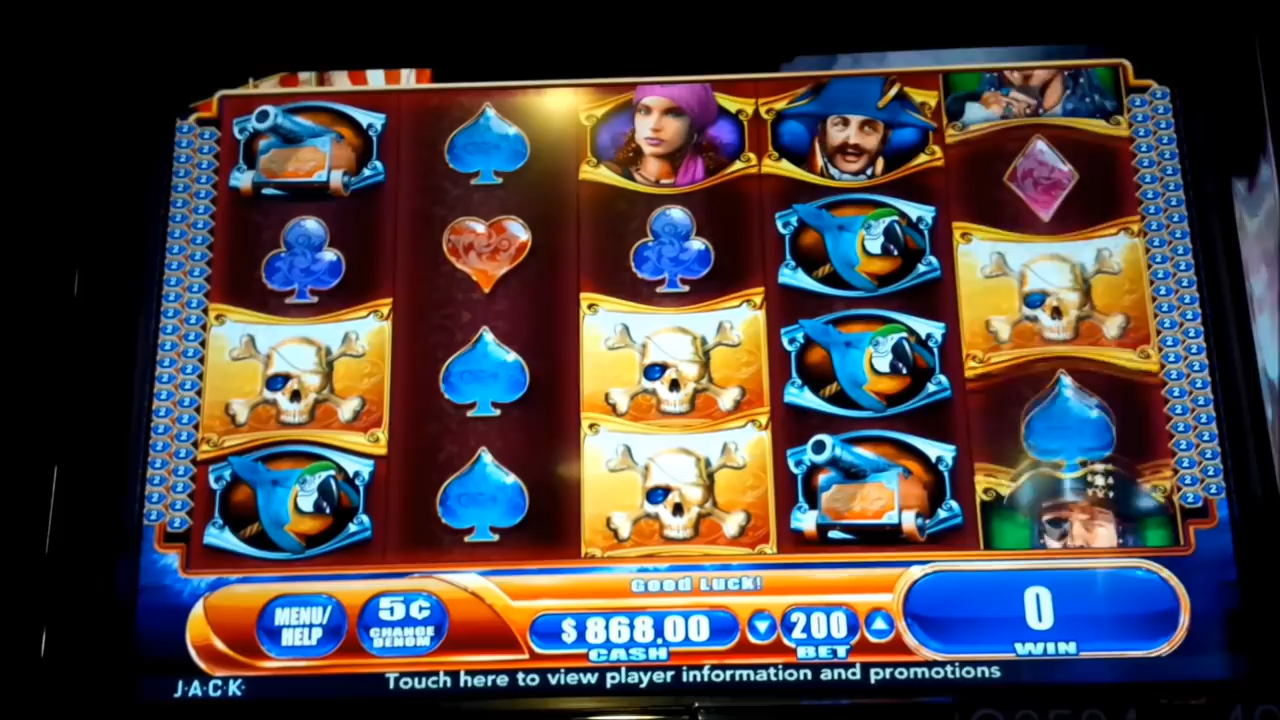 Good Luck!
MENU/
HELP
5¢
CHANGE
DENOM
$868.00
CASH
200
BET
0
WIN
J·A·C·K
Touch here to view player information and promotions